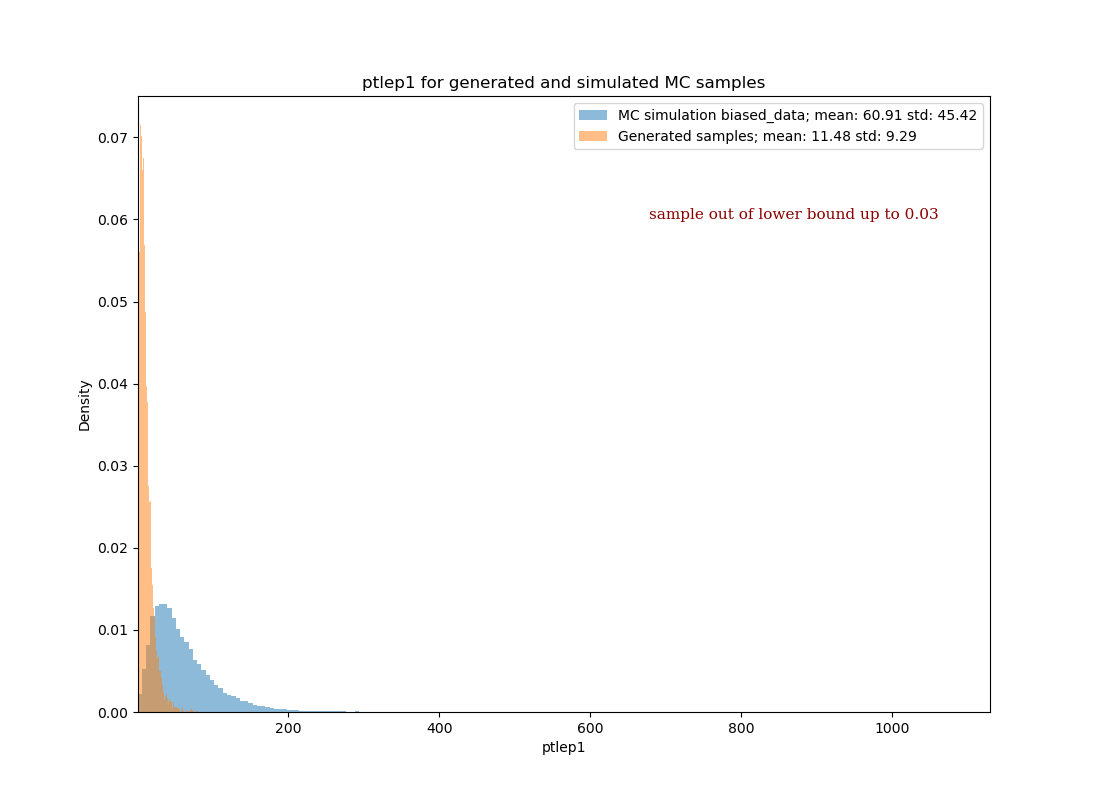 ptlep1 for generated and simulated MC samples
MC simulation biased_data; mean: 60.91 std: 45.42
Generated samples; mean: 11.48 std: 9.29
sample out of lower bound up to 0.03
0.07
0.06
0.05
0.04
0.03
0.02
0.01
0.00
Density
200
400
600
800
1000
ptlep1